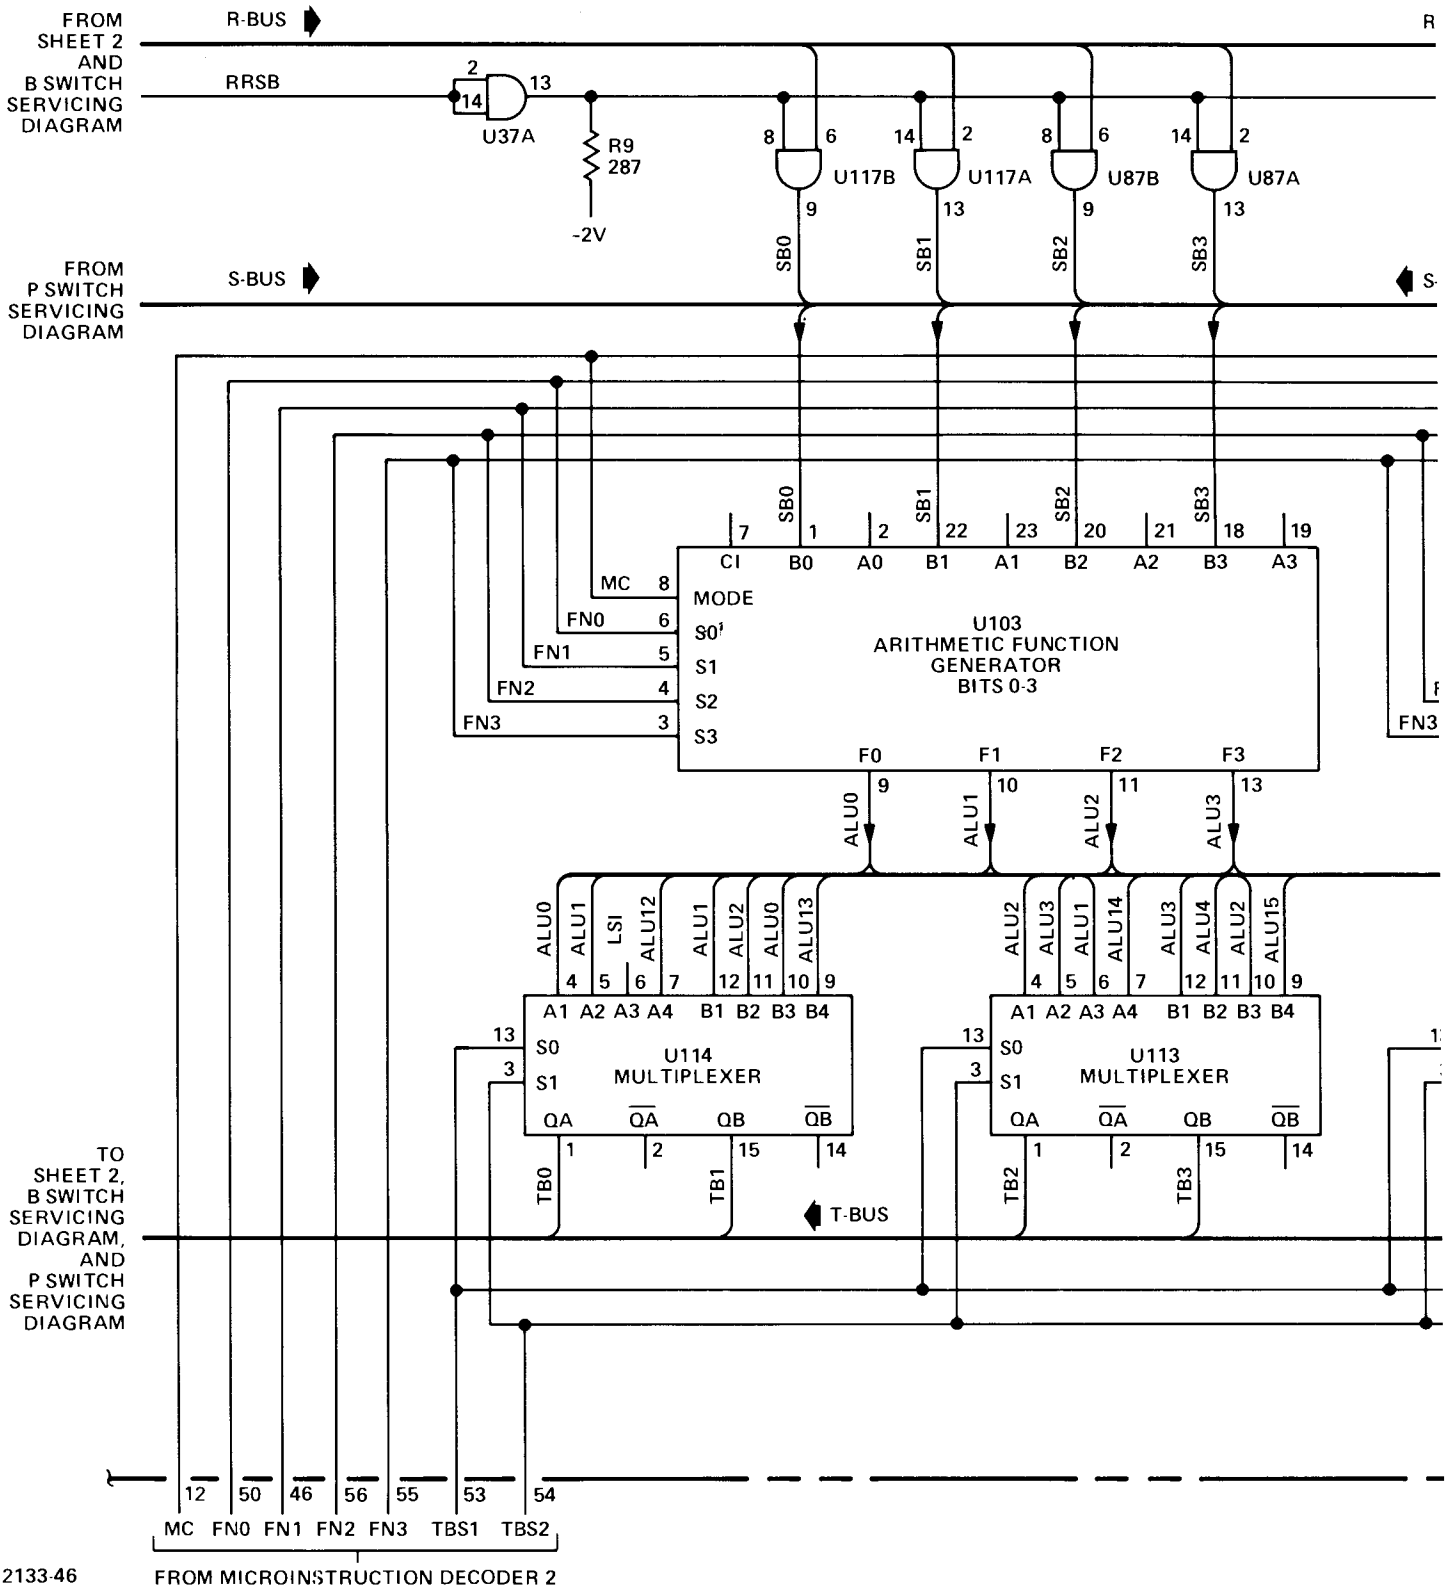 FROM
SHEET 2
AND
B SWITCH
SERVICING
DIAGRAM
R-BUS
R
RRSB
2
14
13
U37A
R9
287
-2V
8
6
U117B
9
14
2
U117A
13
8
6
U87B
9
14
2
U87A
13
SB0
SB1
SB2
SB3
FROM
P SWITCH
SERVICING
DIAGRAM
S-BUS
S-
SB0
SB1
SB2
SB3
7
1
2
22
23
20
21
18
19
CI
B0
A0
B1
A1
B2
A2
B3
A3
MC
8
MODE
FN0
6
S0
FN1
5
S1
FN2
4
S2
FN3
3
S3
U103
ARITHMETIC FUNCTION
GENERATOR
BITS 0-3
FN3
F0
F1
F2
F3
9
10
11
13
ALU0
ALU1
ALU2
ALU3
ALU0
ALU1
LSI
ALU12
ALU1
ALU2
ALU0
ALU13
ALU2
ALU3
ALU1
ALU14
ALU3
ALU4
ALU2
ALU15
4 5 6 7 12 11 10 9
4 5 6 7 12 11 10 9
A1 A2 A3 A4 B1 B2 B3 B4
A1 A2 A3 A4 B1 B2 B3 B4
13
S0
3
S1
U114
MULTIPLEXER
13
S0
3
S1
U113
MULTIPLEXER
QA
Q̅A̅
QB
Q̅B̅
QA
Q̅A̅
QB
Q̅B̅
1
2
15
14
1
2
15
14
TB0
TB1
TB2
TB3
T-BUS
TO
SHEET 2,
B SWITCH
SERVICING
DIAGRAM,
AND
P SWITCH
SERVICING
DIAGRAM
12 50 46 56 55 53 54
MC FN0 FN1 FN2 FN3 TBS1 TBS2
2133-46
FROM MICROINSTRUCTION DECODER 2